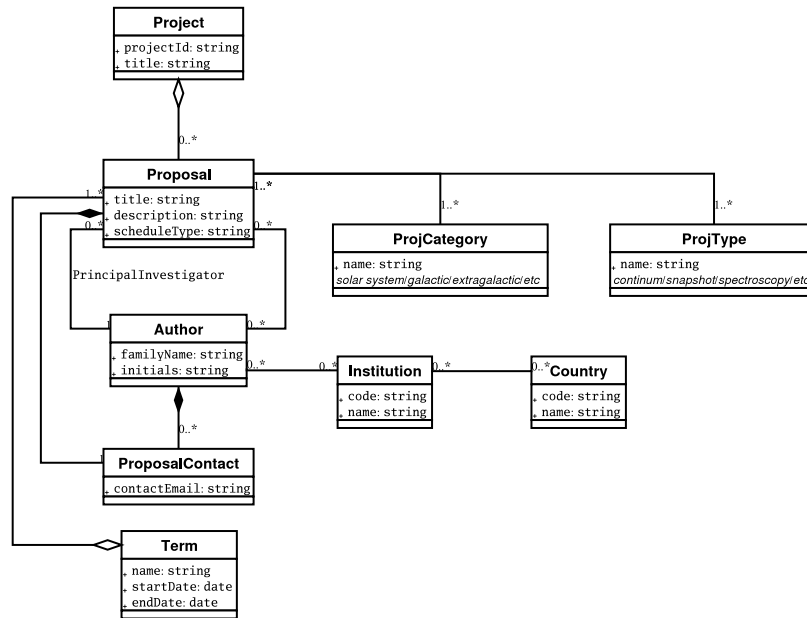 Project
+ projectId: string
+ title: string
0..*
Proposal
+ title: string
+ description: string
+ scheduleType: string
1..*
0..*
1..*
0..*
1..*
ProjCategory
+ name: string
solar system/galactic/extragalactic/etc
1..*
ProjType
+ name: string
continum/snapshot/spectroscopy/etc
PrincipalInvestigator
1
0..*
Author
+ familyName: string
+ initials: string
0..*
0..*
Institution
+ code: string
+ name: string
0..*
0..*
Country
+ code: string
+ name: string
0..*
1
ProposalContact
+ contactEmail: string
Term
+ name: string
+ startDate: date
+ endDate: date